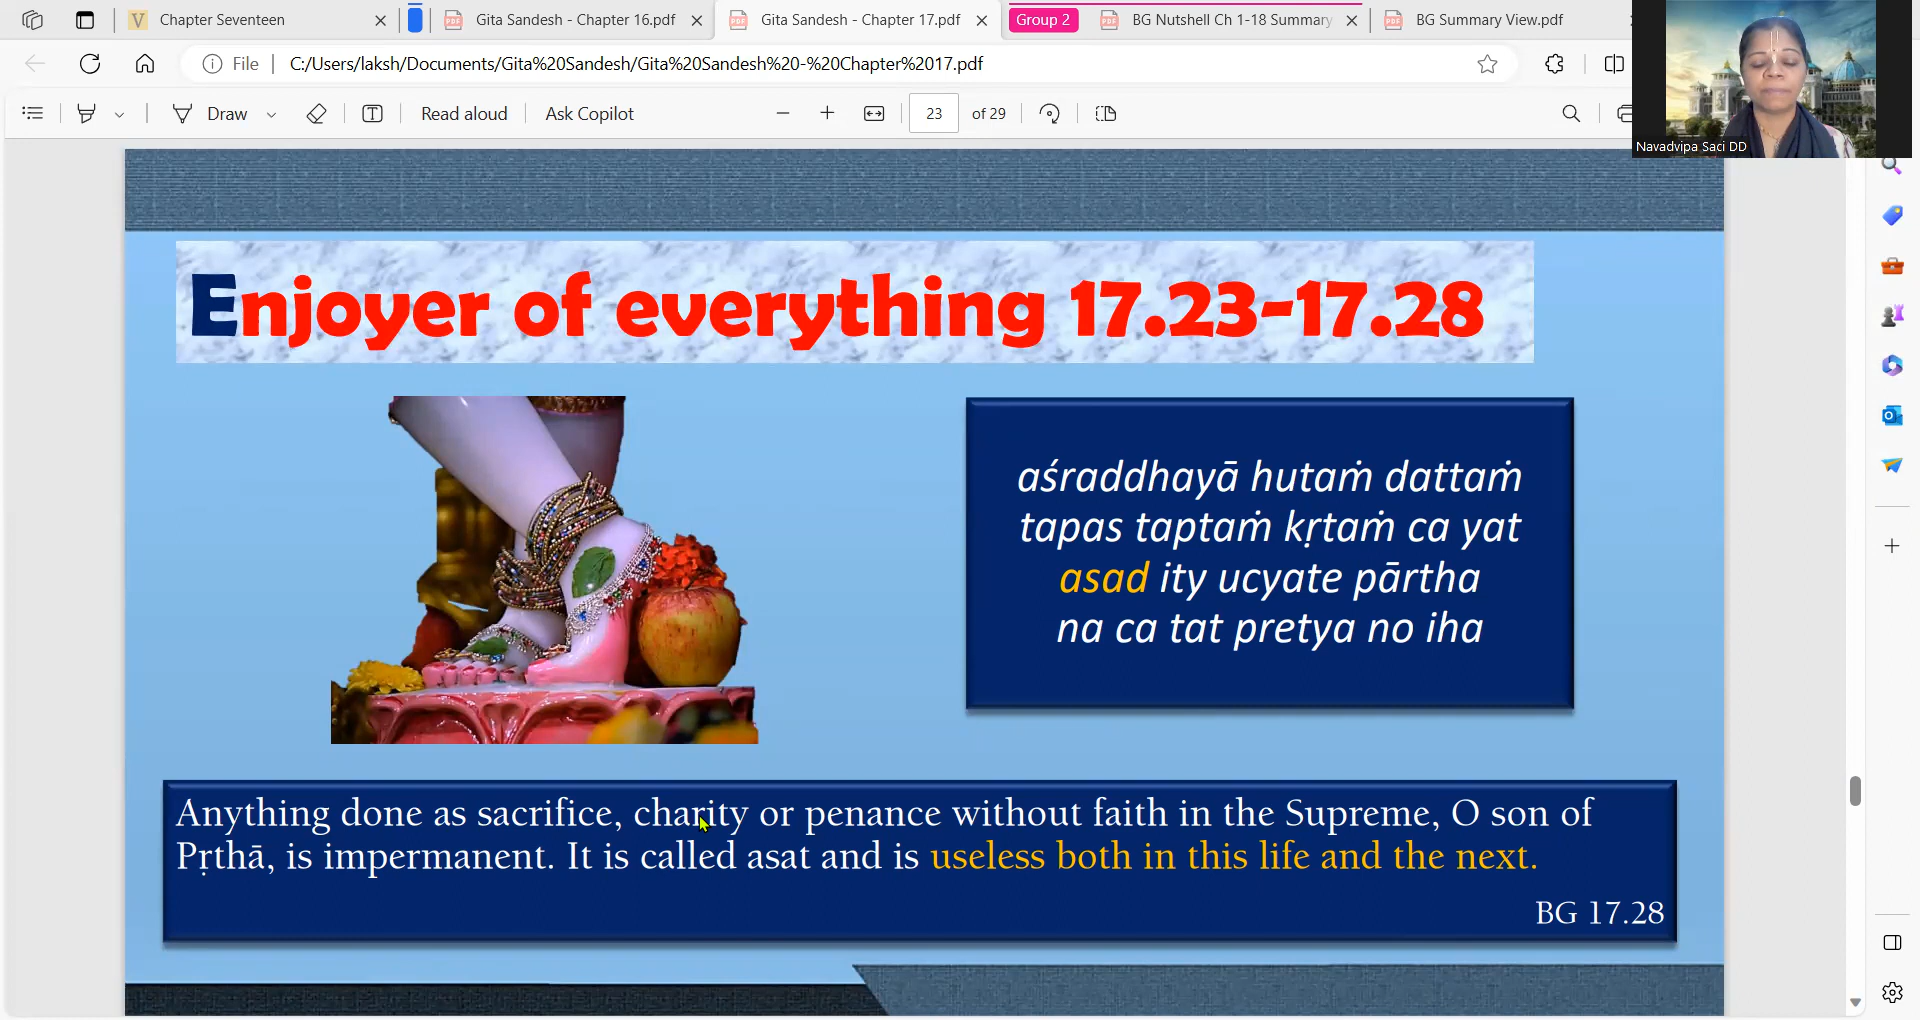 Chapter Seventeen
Gita Sandesh - Chapter 16.pdf
Gita Sandesh - Chapter 17.pdf
Group 2
BG Nutshell Ch 1-18 Summary
BG Summary View.pdf
File
C:/Users/laksh/Documents/Gita%20Sandesh/Gita%20Sandesh%20-%20Chapter%2017.pdf
Draw
Read aloud
Ask Copilot
23 of 29
Navadvipa Saci DD
Enjoyer of everything 17.23-17.28
aśraddhayā hutaṁ dattaṁ
tapas taptaṁ kṛtaṁ ca yat
asad ity ucyate pārtha
na ca tat pretya no iha
Anything done as sacrifice, charity or penance without faith in the Supreme, O son of
Pṛthā, is impermanent. It is called asat and is useless both in this life and the next.
BG 17.28